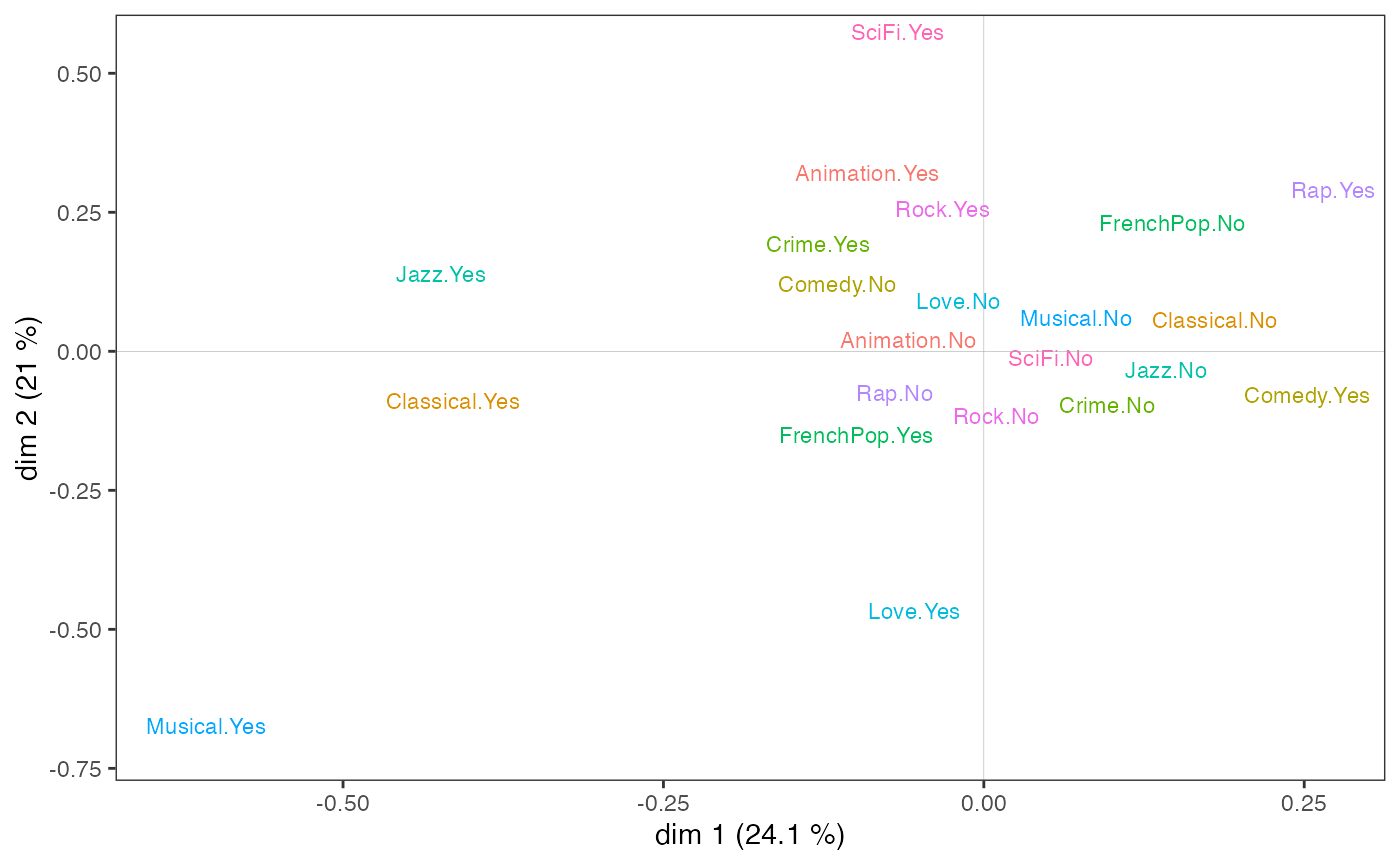 SciFi.Yes
0.50
Animation.Yes
Rap.Yes
Rock.Yes
0.25
FrenchPop.No
Crime.Yes
Jazz.Yes
Comedy.No
Love.No
Musical.No
Classical.No
Animation.No
0.00
SciFi.No
Jazz.No
Rap.No
Comedy.Yes
Classical.Yes
Crime.No
Rock.No
FrenchPop.Yes
dim 2 (21 %)
-0.25
Love.Yes
-0.50
Musical.Yes
-0.75
-0.50 -0.25 0.00 0.25
dim 1 (24.1 %)